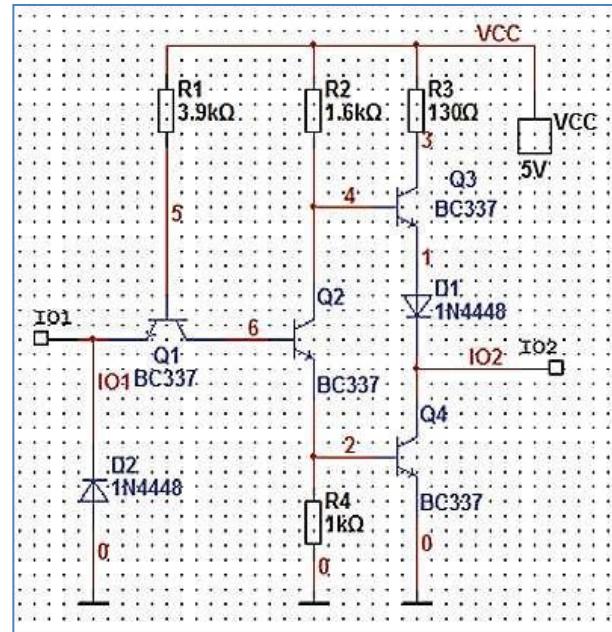 VCC
R1
3.9kΩ
R2
1.6kΩ
R3
130Ω
VCC
5V
3
Q3
BC337
4
5
1
D1
1N4448
Q2
IO1
6
IO2
IO2
Q1
IO1
BC337
BC337
Q4
2
D2
1N4448
R4
1kΩ
BC337
0
0
0